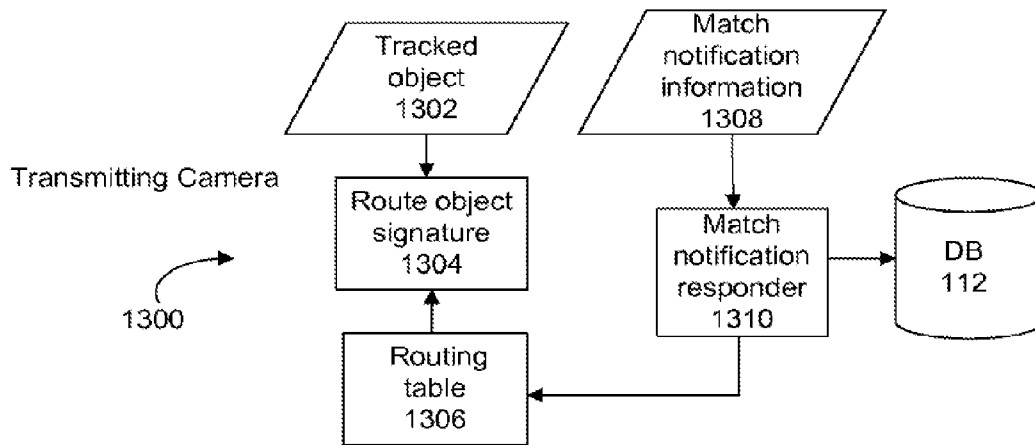 Tracked
object
1302
Match
notification
information
1308
Transmitting Camera
1300
Route object
signature
1304
Match
notification
responder
1310
DB
112
Routing
table
1306